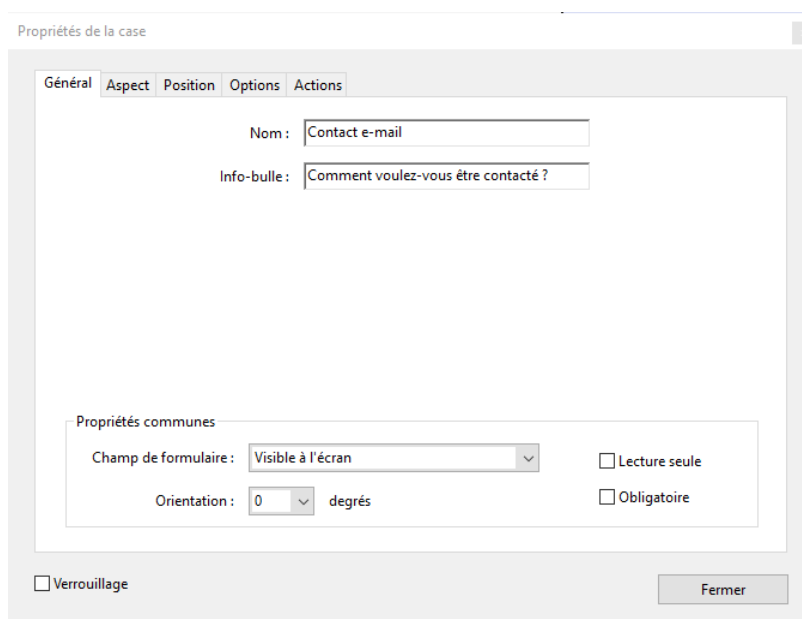 Propriétés de la case
Général Aspect Position Options Actions
Nom : Contact e-mail
Info-bulle : Comment voulez-vous être contacté ?
Propriétés communes
Champ de formulaire : Visible à l'écran
Lecture seule
Orientation : 0 degrés
Obligatoire
Verrouillage
Fermer